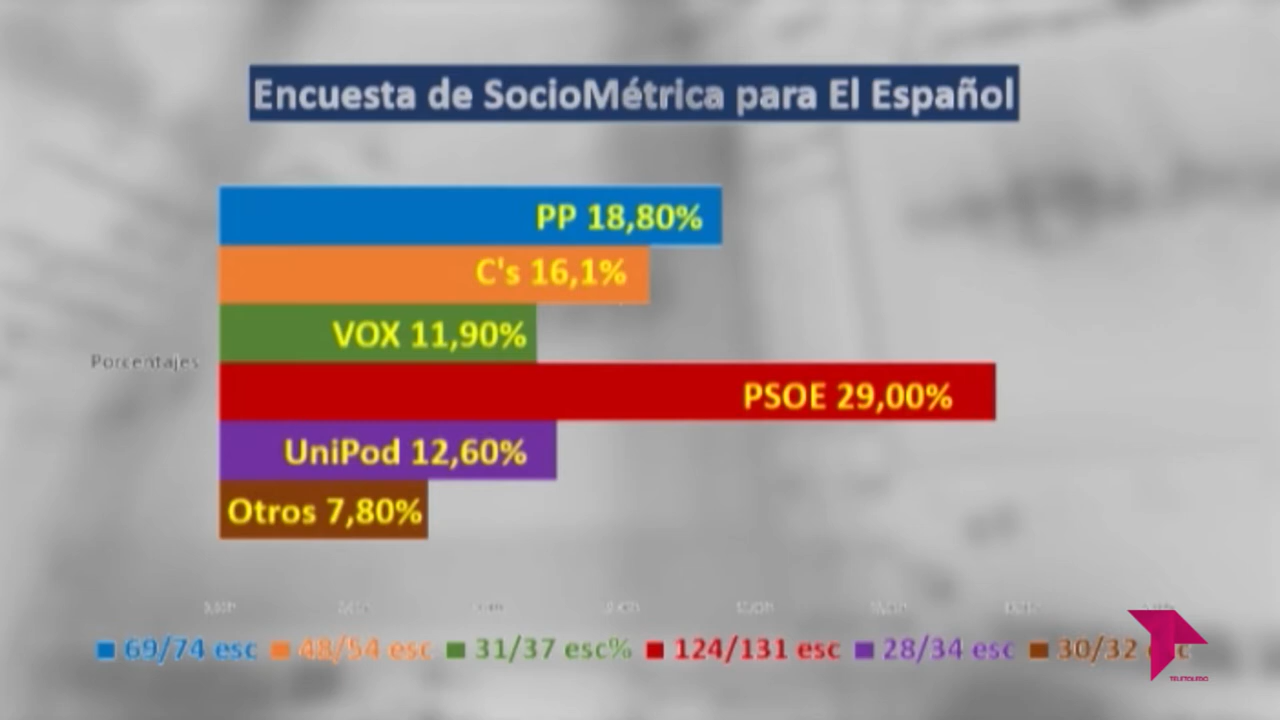 Encuesta de SocioMétrica para El Español
PP 18,80%
C's 16,1%
VOX 11,90%
Porcentajes
PSOE 29,00%
UniPod 12,60%
Otros 7,80%
69/74 esc 48/54 esc 31/37 esc% 124/131 esc 28/34 esc 30/32
TELETOLEDO